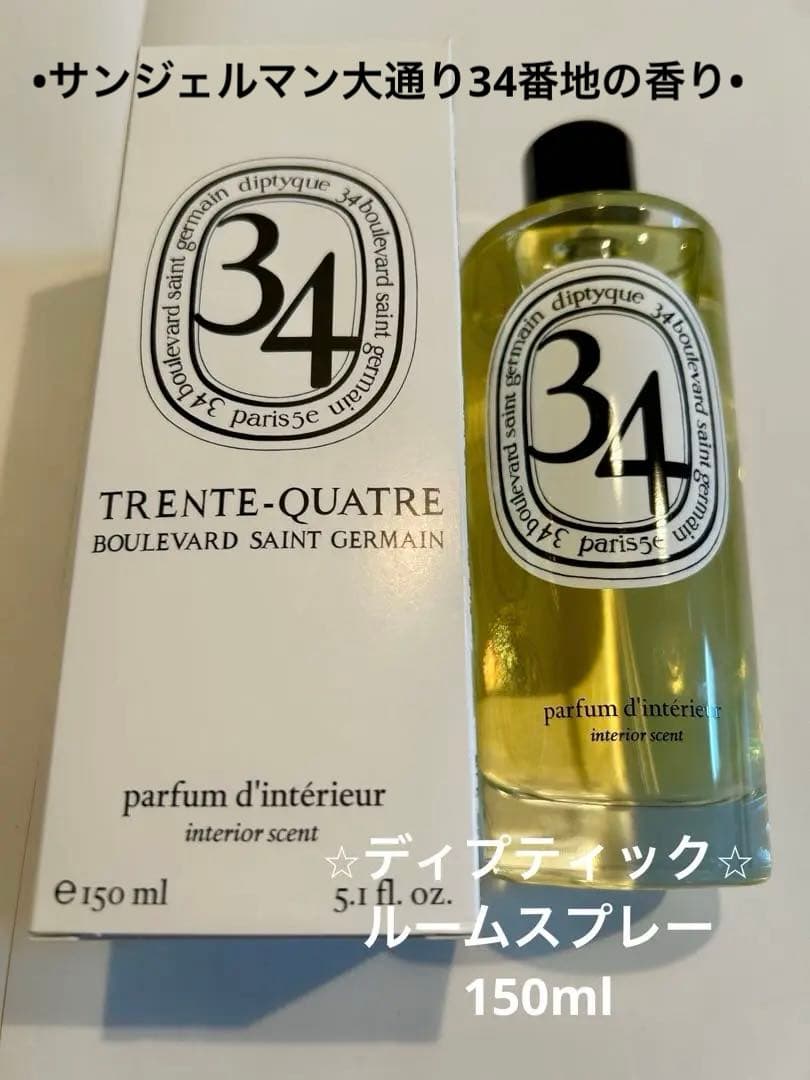 •サンジェルマン大通り34番地の香り•
diptyque 34 boulevard saint germain paris5e 34 boulevard saint germain
34
TRENTE-QUATRE
BOULEVARD SAINT GERMAIN
parfum d'intérieur
interior scent
℮150 ml 5.1 fl. oz.
diptyque 34 boulevard saint germain paris5e 34 boulevard saint germain
34
parfum d'intérieur
interior scent
☆ディプティック☆
ルームスプレー
150ml